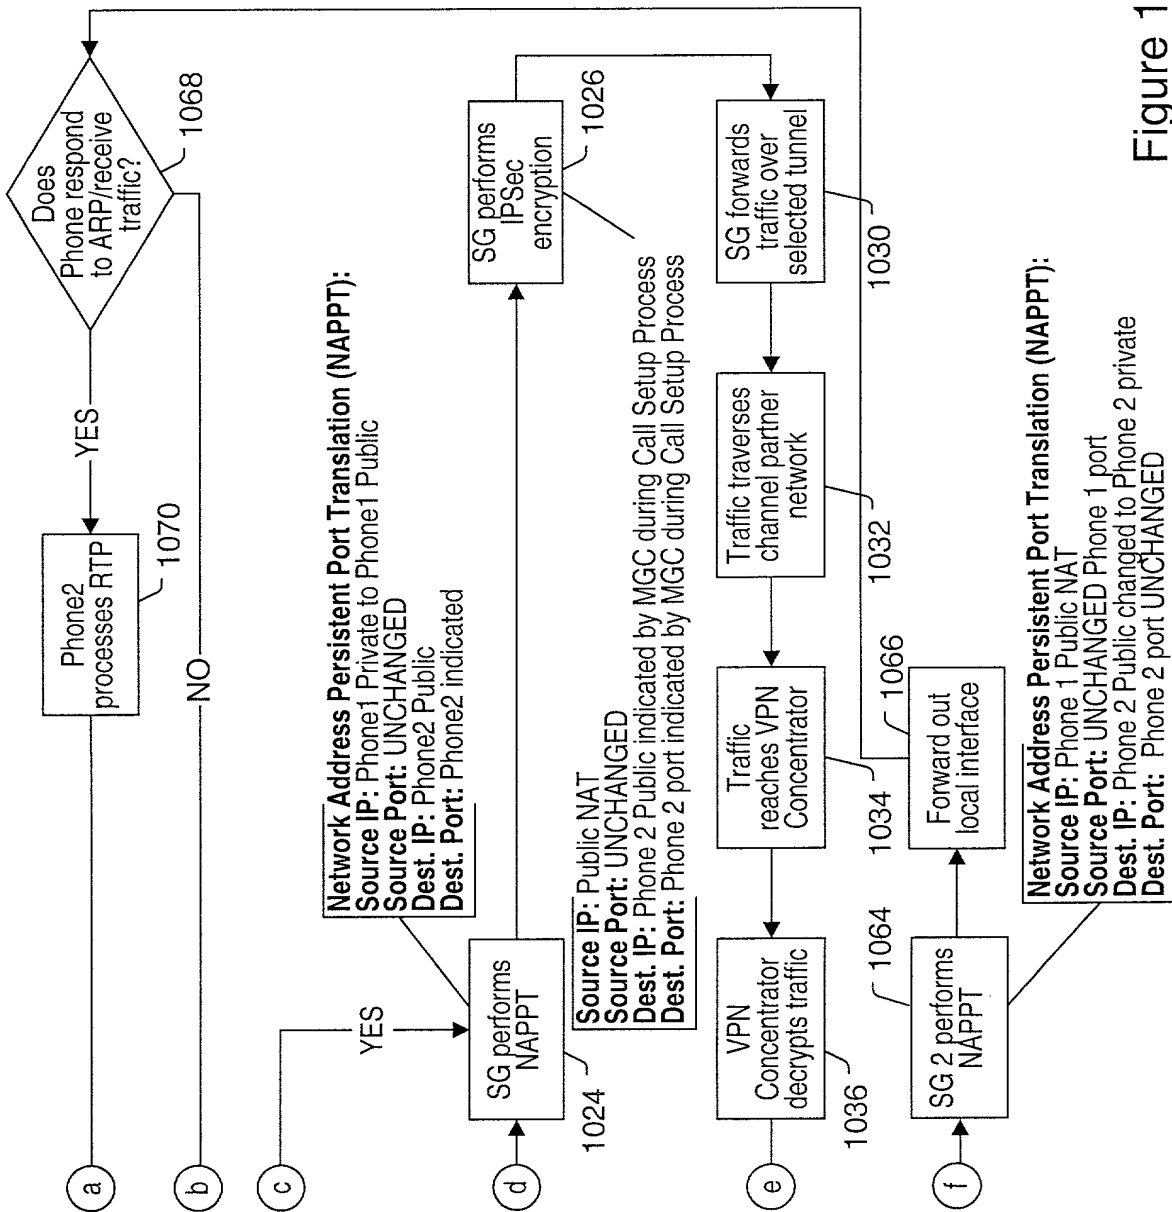 Does
Phone respond
to ARP/receive
traffic?
1068
YES
NO
Phone2
processes RTP
1070
a
b
c
YES
Network Address Persistent Port Translation (NAPPT):
Source IP: Phone1 Private to Phone1 Public
Source Port: UNCHANGED
Dest. IP: Phone2 Public
Dest. Port: Phone2 indicated
d
SG performs
NAPPT
1024
SG performs
IPSec
encryption
1026
Source IP: Public NAT
Source Port: UNCHANGED
Dest. IP: Phone 2 Public indicated by MGC during Call Setup Process
Dest. Port: Phone 2 port indicated by MGC during Call Setup Process
SG forwards
traffic over
selected tunnel
1030
Traffic traverses
channel partner
network
1032
Traffic
reaches VPN
Concentrator
1034
VPN
Concentrator
decrypts traffic
1036
e
f
SG 2 performs
NAPPT
1064
Forward out
local interface
1066
Network Address Persistent Port Translation (NAPPT):
Source IP: Phone 1 Public NAT
Source Port: UNCHANGED Phone 1 port
Dest. IP: Phone 2 Public changed to Phone 2 private
Dest. Port: Phone 2 port UNCHANGED
Figure 1